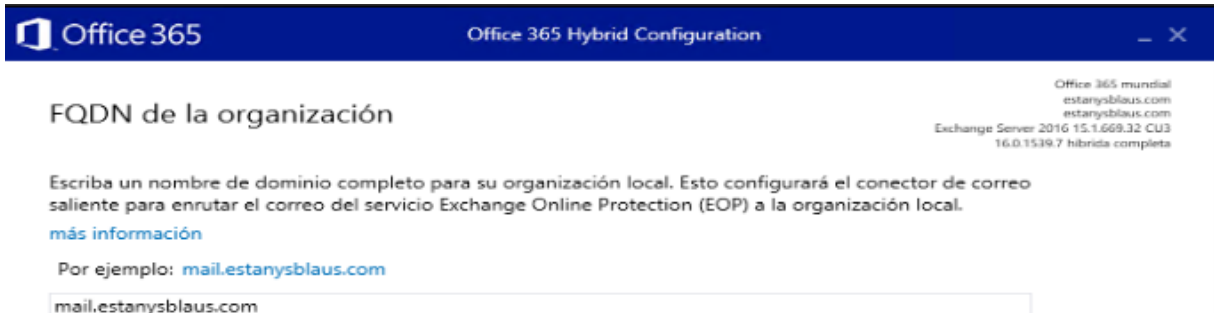 Office 365
Office 365 Hybrid Configuration
FQDN de la organización
Office 365 mundial
estanysblaus.com
estanysblaus.com
Exchange Server 2016 15.1.669.32 CU3
16.0.1539.7 híbrida completa
Escriba un nombre de dominio completo para su organización local. Esto configurará el conector de correo
saliente para enrutar el correo del servicio Exchange Online Protection (EOP) a la organización local.
más información
Por ejemplo: mail.estanysblaus.com
mail.estanysblaus.com